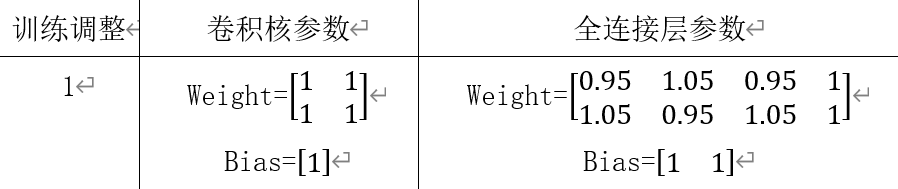 训练调整↵ 卷积核参数↵ 全连接层参数↵
1↵ Weight=[1 1
1 1]↵ Weight=[0.95 1.05 0.95 1
1.05 0.95 1.05 1]↵
Bias=[1]↵ Bias=[1 1]↵